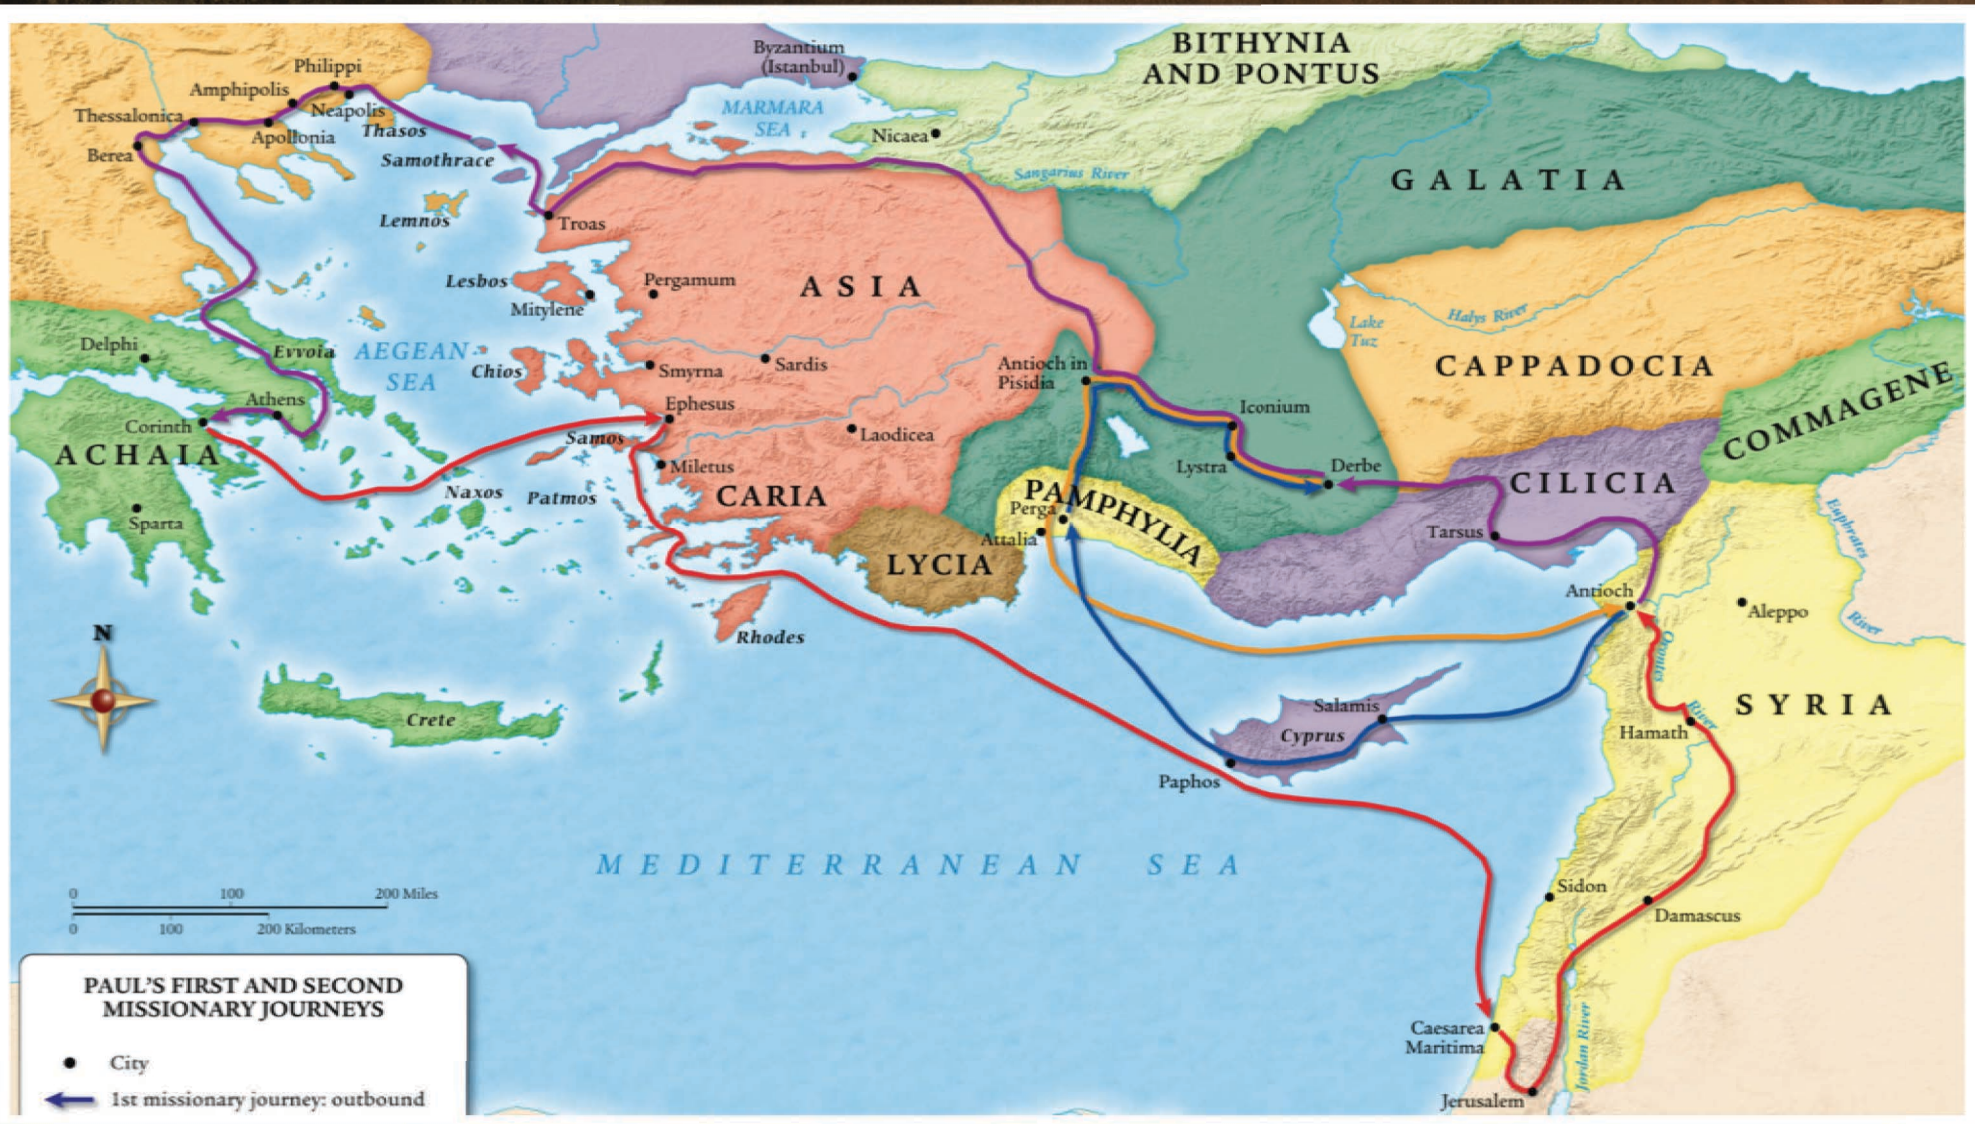 BITHYNIA
AND PONTUS
Byzantium
(Istanbul)
Philippi
Amphipolis
Neapolis
Thessalonica
Apollonia
Thasos
Berea
Samothrace
MARMARA
SEA
Nicaea
Sangarius River
GALATIA
Lemnos
Troas
Lesbos
Mitylene
Pergamum
ASIA
Halys River
Lake
Tuz
CAPPADOCIA
COMMAGENE
Delphi
Evvoia
AEGEAN
SEA
Chios
Smyrna
Sardis
Antioch in
Pisidia
Athens
Corinth
Ephesus
Iconium
ACHAIA
Samos
Laodicea
Miletus
Lystra
Derbe
CILICIA
Naxos
Patmos
CARIA
PAMPHYLIA
Perga
Sparta
Attalia
Tarsus
Euphrates
River
LYCIA
Antioch
Aleppo
N
Rhodes
Orontes
River
Crete
Salamis
Cyprus
SYRIA
Hamath
Paphos
MEDITERRANEAN SEA
Sidon
Damascus
0 100 200 Miles
0 100 200 Kilometers
Caesarea
Maritima
Jordan River
Jerusalem
PAUL'S FIRST AND SECOND
MISSIONARY JOURNEYS
City
1st missionary journey: outbound